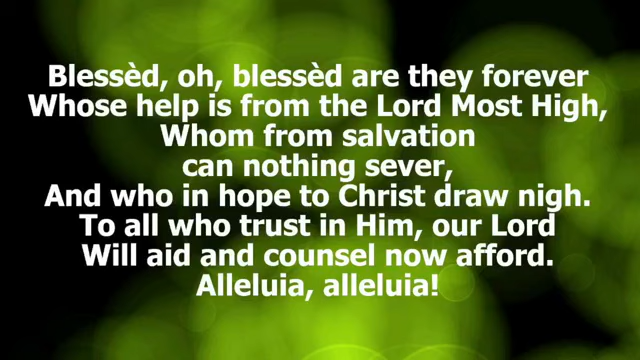 Blessèd, oh, blessèd are they forever
Whose help is from the Lord Most High,
Whom from salvation
can nothing sever,
And who in hope to Christ draw nigh.
To all who trust in Him, our Lord
Will aid and counsel now afford.
Alleluia, alleluia!